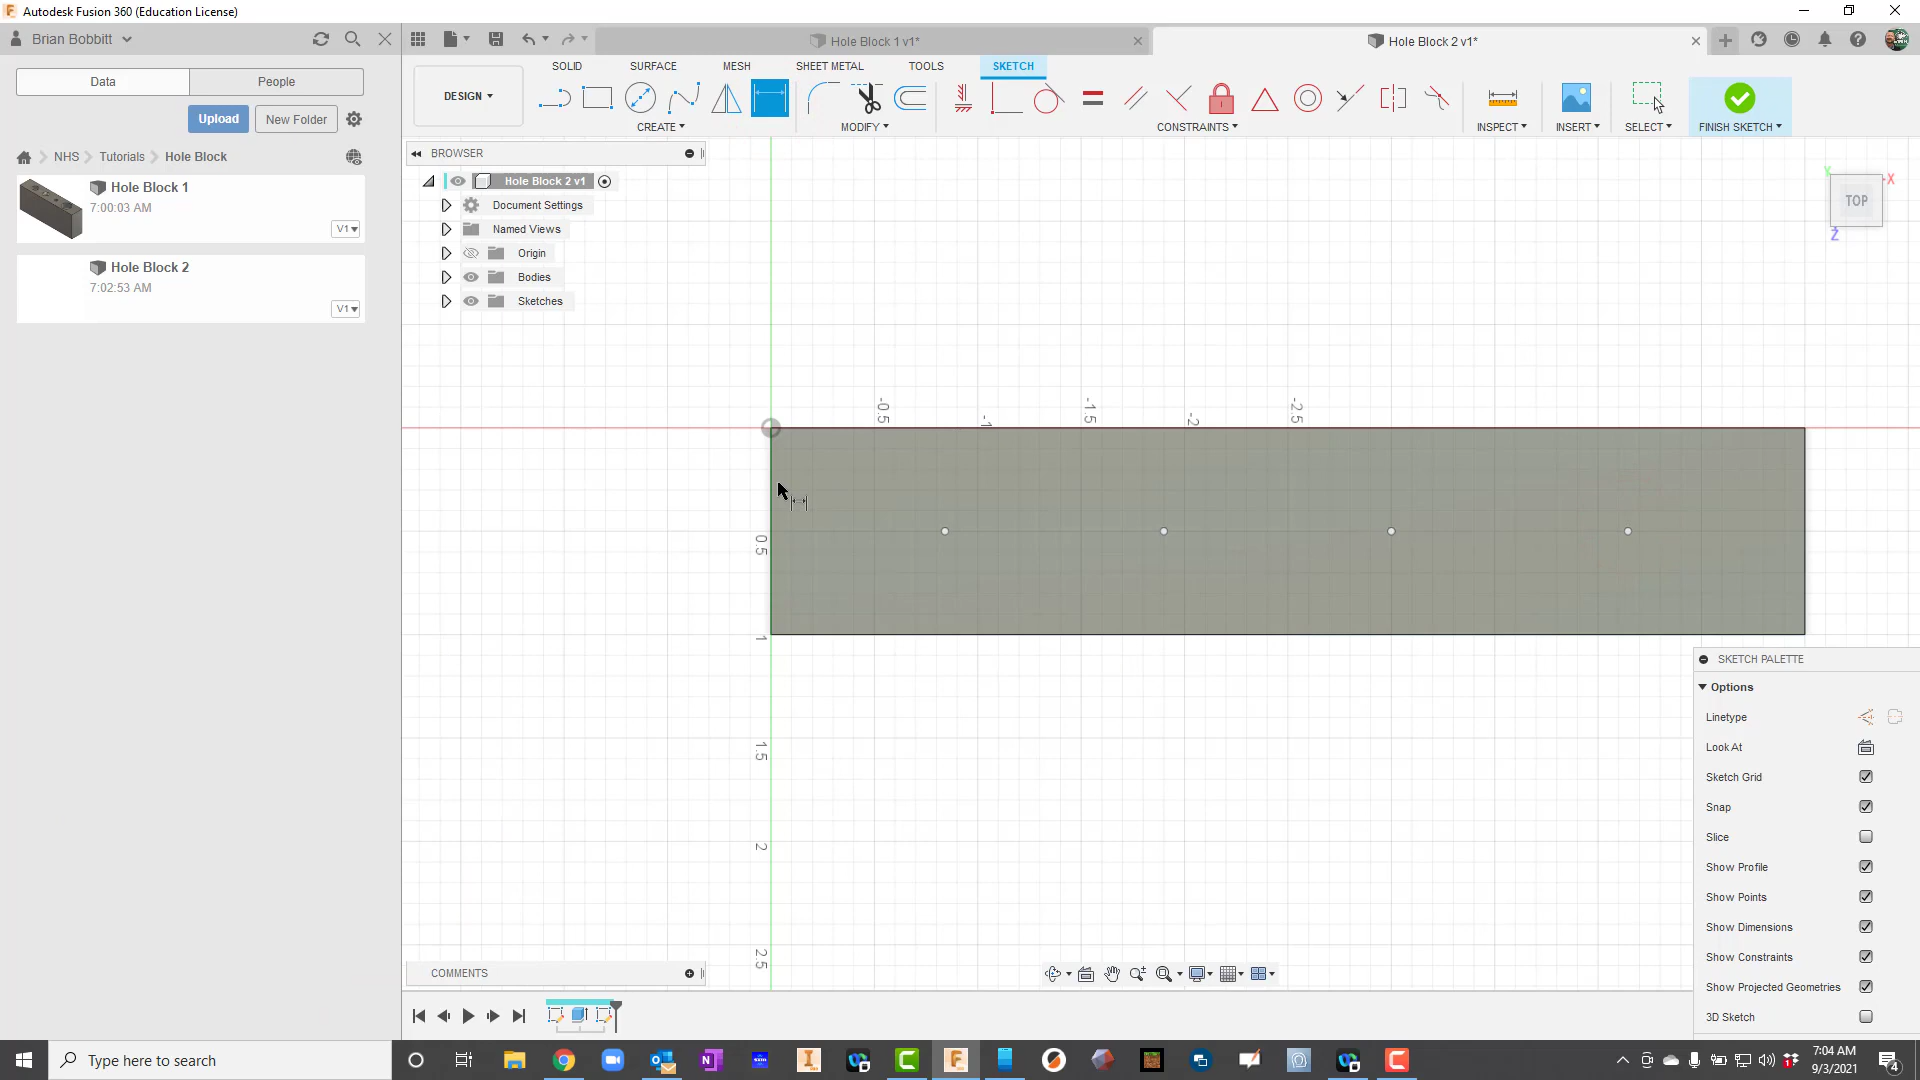 Autodesk Fusion 360 (Education License)
Brian Bobbitt
Hole Block 1 v1*
Hole Block 2 v1*
Data
People
SOLID
SURFACE
MESH
SHEET METAL
TOOLS
SKETCH
Upload
New Folder
DESIGN
CREATE
MODIFY
CONSTRAINTS
INSPECT
INSERT
SELECT
FINISH SKETCH
NHS
Tutorials
Hole Block
BROWSER
Hole Block 1
7:00:03 AM
V1
Hole Block 2
7:02:53 AM
V1
Hole Block 2 v1
Document Settings
Named Views
Origin
Bodies
Sketches
Y
X
TOP
Z
-0.5
-1
-1.5
-2
-2.5
0.5
1
1.5
2
2.5
SKETCH PALETTE
Options
Linetype
Look At
Sketch Grid
Snap
Slice
Show Profile
Show Points
Show Dimensions
Show Constraints
Show Projected Geometries
3D Sketch
COMMENTS
Type here to search
7:04 AM
9/3/2021
4